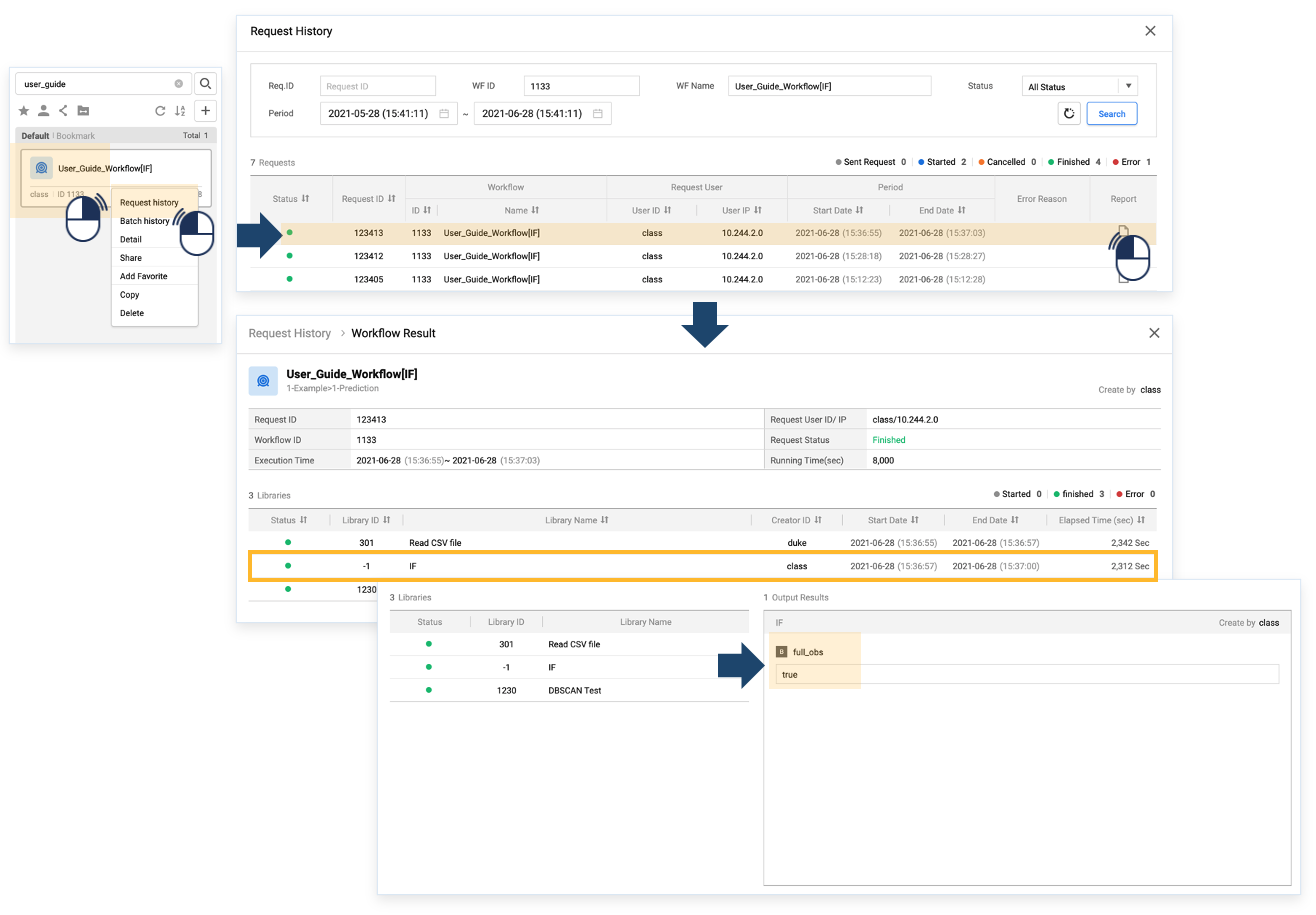 user_guide
Default | Bookmark Total 1
User_Guide_Workflow[IF]
class | ID 1133 8
Request history
Batch history
Detail
Share
Add Favorite
Copy
Delete
Request History
Req.ID Request ID WF ID 1133 WF Name User_Guide_Workflow[IF] Status All Status
Period 2021-05-28 (15:41:11) ~ 2021-06-28 (15:41:11) Search
7 Requests Sent Request 0 Started 2 Cancelled 0 Finished 4 Error 1
Status Request ID Workflow Request User Period Error Reason Report
ID Name User ID User IP Start Date End Date
123413 1133 User_Guide_Workflow[IF] class 10.244.2.0 2021-06-28 (15:36:55) 2021-06-28 (15:37:03)
123412 1133 User_Guide_Workflow[IF] class 10.244.2.0 2021-06-28 (15:28:18) 2021-06-28 (15:28:27)
123405 1133 User_Guide_Workflow[IF] class 10.244.2.0 2021-06-28 (15:12:23) 2021-06-28 (15:12:28)
Request History > Workflow Result
User_Guide_Workflow[IF]
1-Example>1-Prediction
Create by class
Request ID 123413 Request User ID/ IP class/10.244.2.0
Workflow ID 1133 Request Status Finished
Execution Time 2021-06-28 (15:36:55)~ 2021-06-28 (15:37:03) Running Time(sec) 8,000
3 Libraries Started 0 finished 3 Error 0
Status Library ID Library Name Creator ID Start Date End Date Elapsed Time (sec)
301 Read CSV file duke 2021-06-28 (15:36:55) 2021-06-28 (15:36:57) 2,342 Sec
-1 IF class 2021-06-28 (15:36:57) 2021-06-28 (15:37:00) 2,312 Sec
1230
3 Libraries
Status Library ID Library Name
301 Read CSV file
-1 IF
1230 DBSCAN Test
1 Output Results
IF Create by class
B full_obs
true